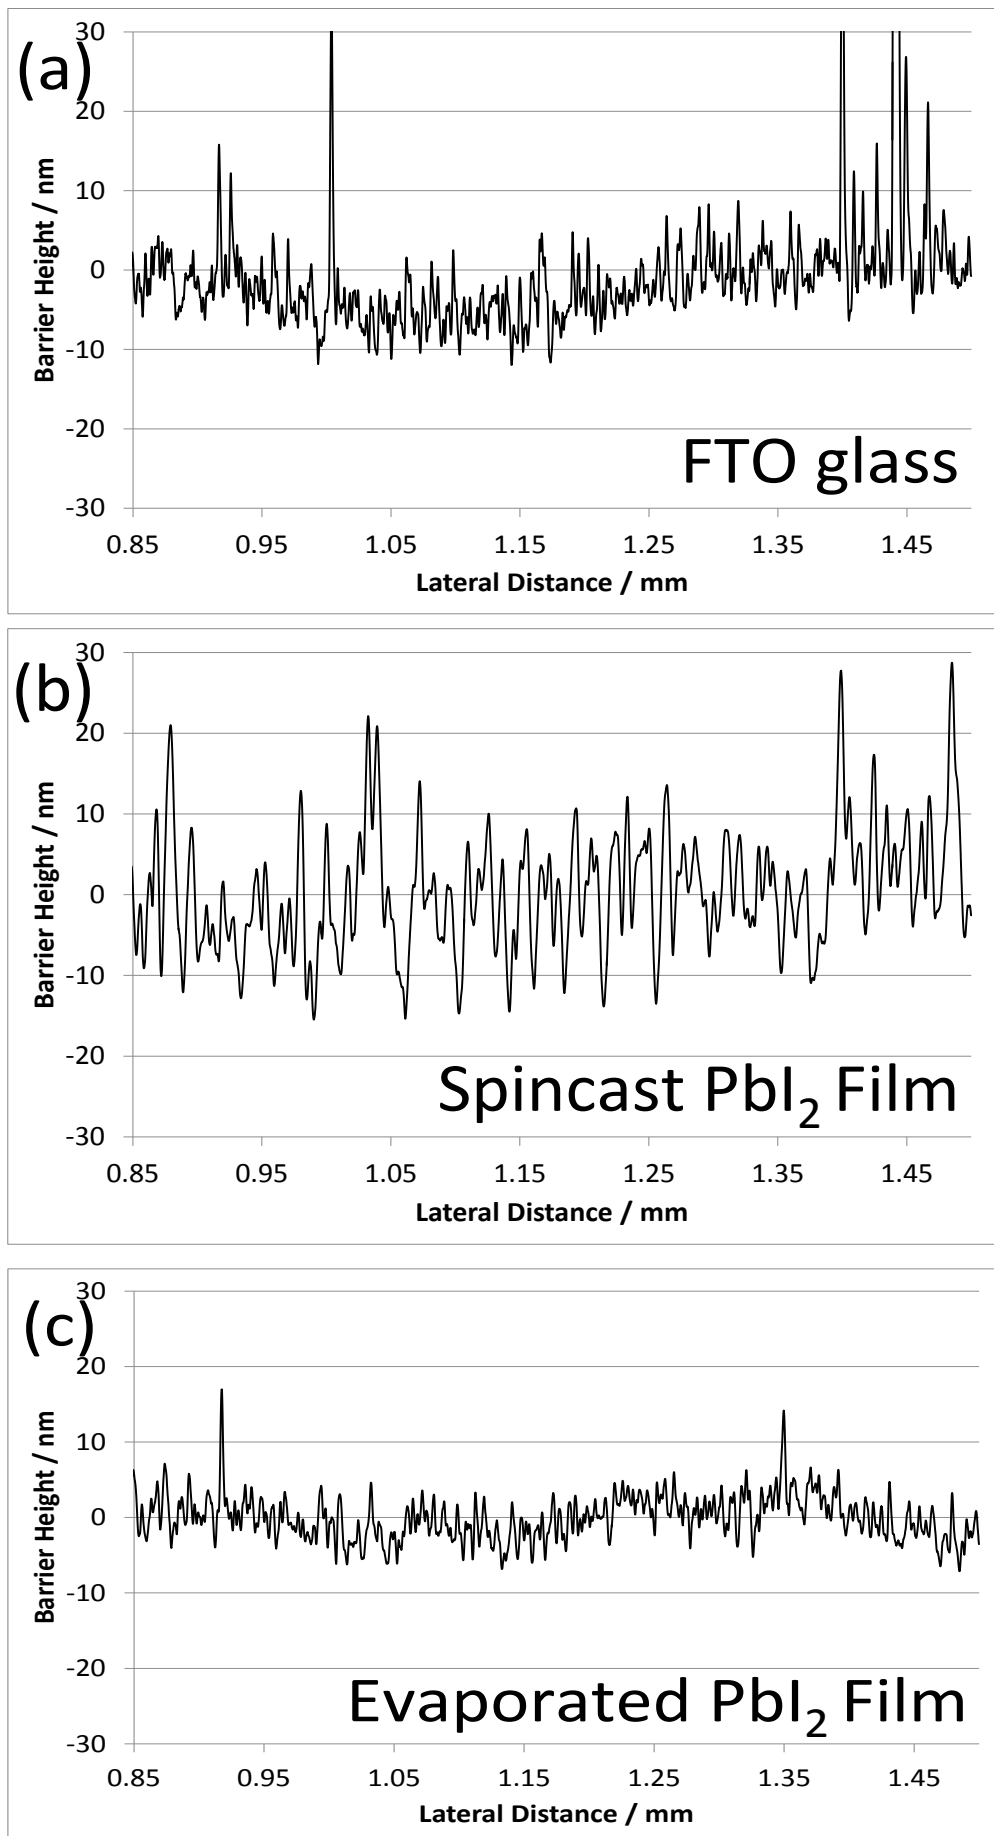 (a)
30
20
10
0
-10
-20
-30
Barrier Height / nm
FTO glass
0.85 0.95 1.05 1.15 1.25 1.35 1.45
Lateral Distance / mm
(b)
30
20
10
0
-10
-20
-30
Barrier Height / nm
Spincast PbI₂ Film
0.85 0.95 1.05 1.15 1.25 1.35 1.45
Lateral Distance / mm
(c)
30
20
10
0
-10
-20
-30
Barrier Height / nm
Evaporated PbI₂ Film
0.85 0.95 1.05 1.15 1.25 1.35 1.45
Lateral Distance / mm